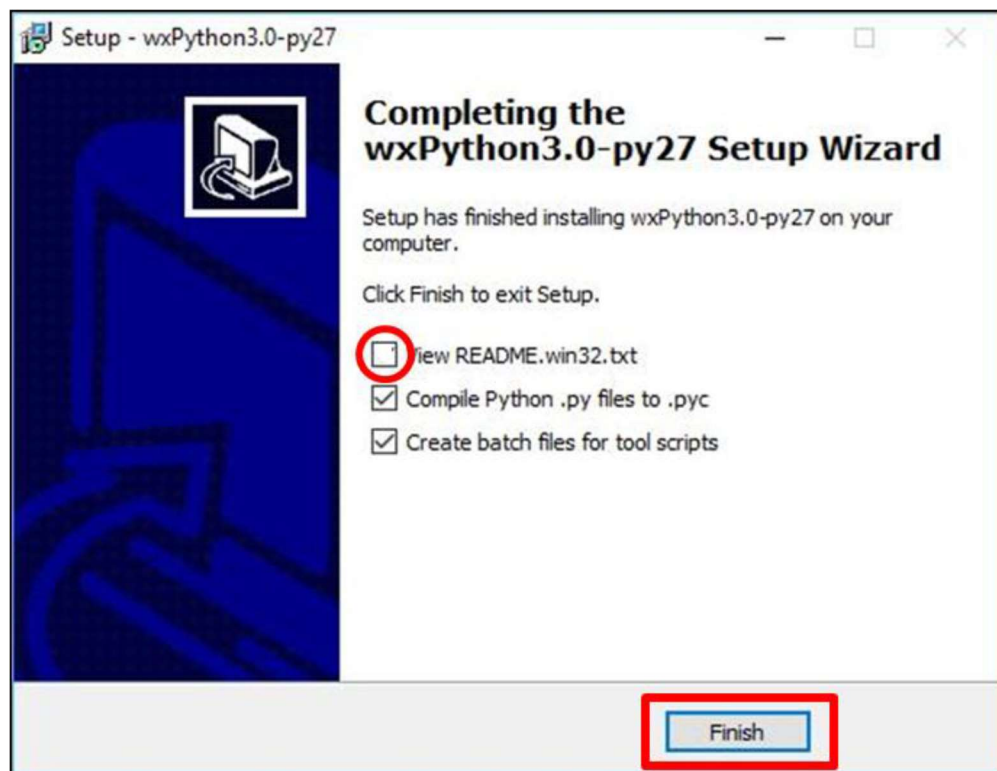 Setup - wxPython3.0-py27
Completing the
wxPython3.0-py27 Setup Wizard
Setup has finished installing wxPython3.0-py27 on your
computer.
Click Finish to exit Setup.
View README.win32.txt
Compile Python .py files to .pyc
Create batch files for tool scripts
Finish